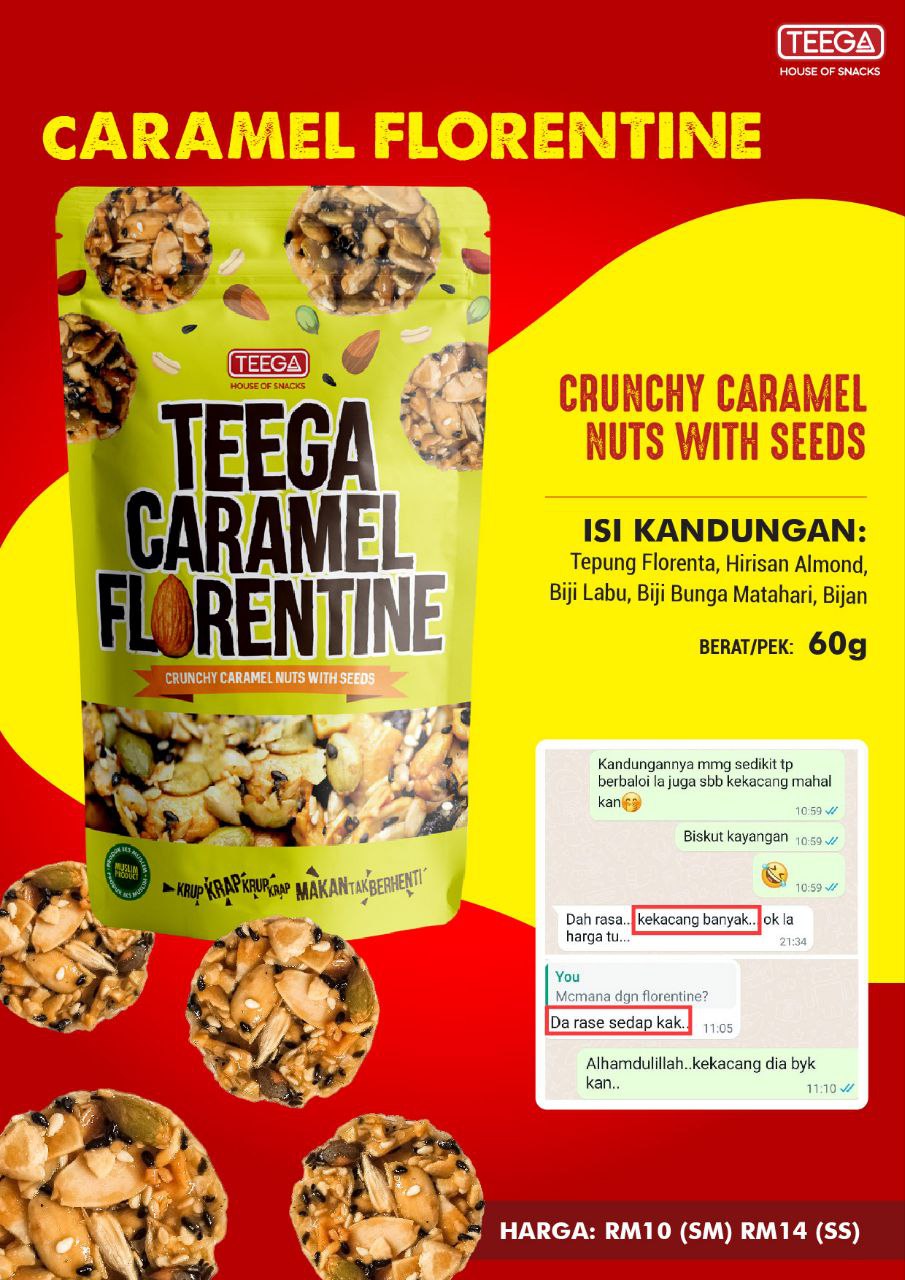 TEEGA
HOUSE OF SNACKS
CARAMEL FLORENTINE
TEEGA
HOUSE OF SNACKS
TEEGA
CARAMEL
FLORENTINE
CRUNCHY CARAMEL NUTS WITH SEEDS
MUSLIM
PRODUCT
KRUP KRAP KRUP KRAP MAKAN TAK BERHENTI
CRUNCHY CARAMEL
NUTS WITH SEEDS
ISI KANDUNGAN:
Tepung Florenta, Hirisan Almond,
Biji Labu, Biji Bunga Matahari, Bijan
BERAT/PEK: 60g
Kandungannya mmg sedikit tp
berbaloi la juga sbb kekacang mahal
kan🤭
10:59
Biskut kayangan 10:59
🤣
10:59
Dah rasa.. kekacang banyak.. ok la
harga tu...
21:34
You
Mcmana dgn florentine?
Da rase sedap kak.. 11:05
Alhamdulillah..kekacang dia byk
kan..
11:10
HARGA: RM10 (SM) RM14 (SS)